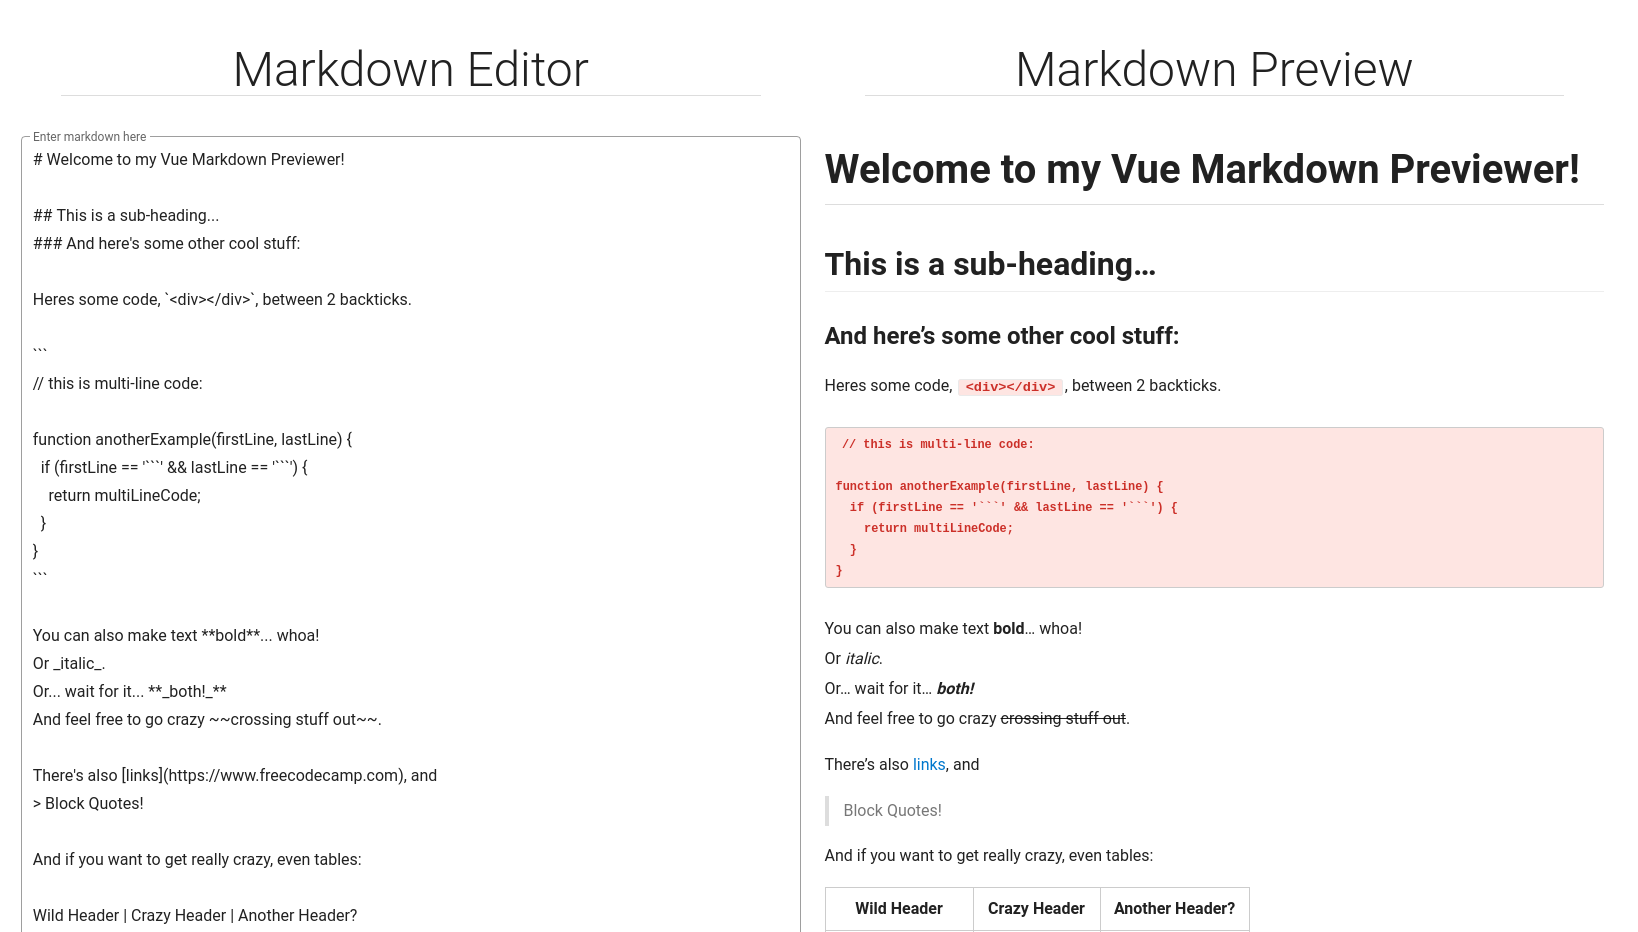 Markdown Editor
Enter markdown here
# Welcome to my Vue Markdown Previewer!

## This is a sub-heading...
### And here's some other cool stuff:

Heres some code, `<div></div>`, between 2 backticks.

```
// this is multi-line code:

function anotherExample(firstLine, lastLine) {
  if (firstLine == '```' && lastLine == '```') {
    return multiLineCode;
  }
}
```

You can also make text **bold**... whoa!
Or _italic_.
Or... wait for it... **_both!_**
And feel free to go crazy ~~crossing stuff out~~.

There's also [links](https://www.freecodecamp.com), and
> Block Quotes!

And if you want to get really crazy, even tables:

Wild Header | Crazy Header | Another Header?
Markdown Preview
Welcome to my Vue Markdown Previewer!
This is a sub-heading…
And here’s some other cool stuff:
Heres some code, <div></div>, between 2 backticks.
// this is multi-line code:

function anotherExample(firstLine, lastLine) {
  if (firstLine == '```' && lastLine == '```') {
    return multiLineCode;
  }
}
You can also make text bold… whoa!
Or italic.
Or… wait for it… both!
And feel free to go crazy crossing stuff out.
There’s also links, and
Block Quotes!
And if you want to get really crazy, even tables:
Wild Header Crazy Header Another Header?